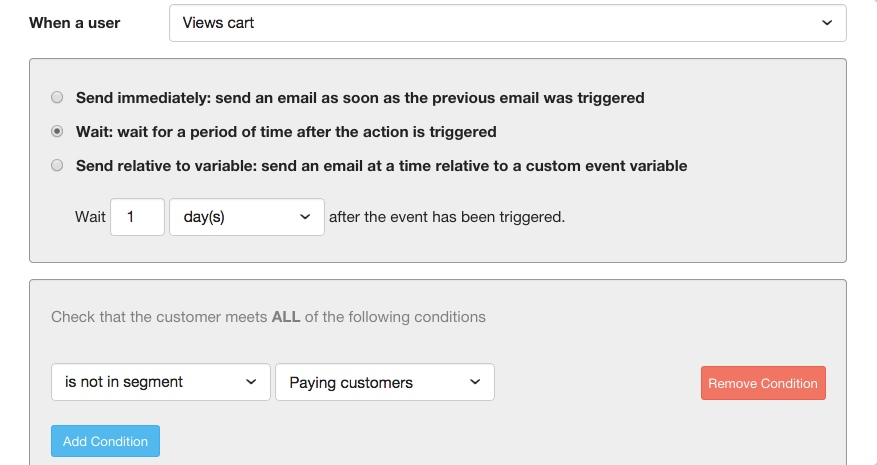 When a user Views cart
Send immediately: send an email as soon as the previous email was triggered
Wait: wait for a period of time after the action is triggered
Send relative to variable: send an email at a time relative to a custom event variable
Wait 1 day(s) after the event has been triggered.
Check that the customer meets ALL of the following conditions
is not in segment Paying customers Remove Condition
Add Condition